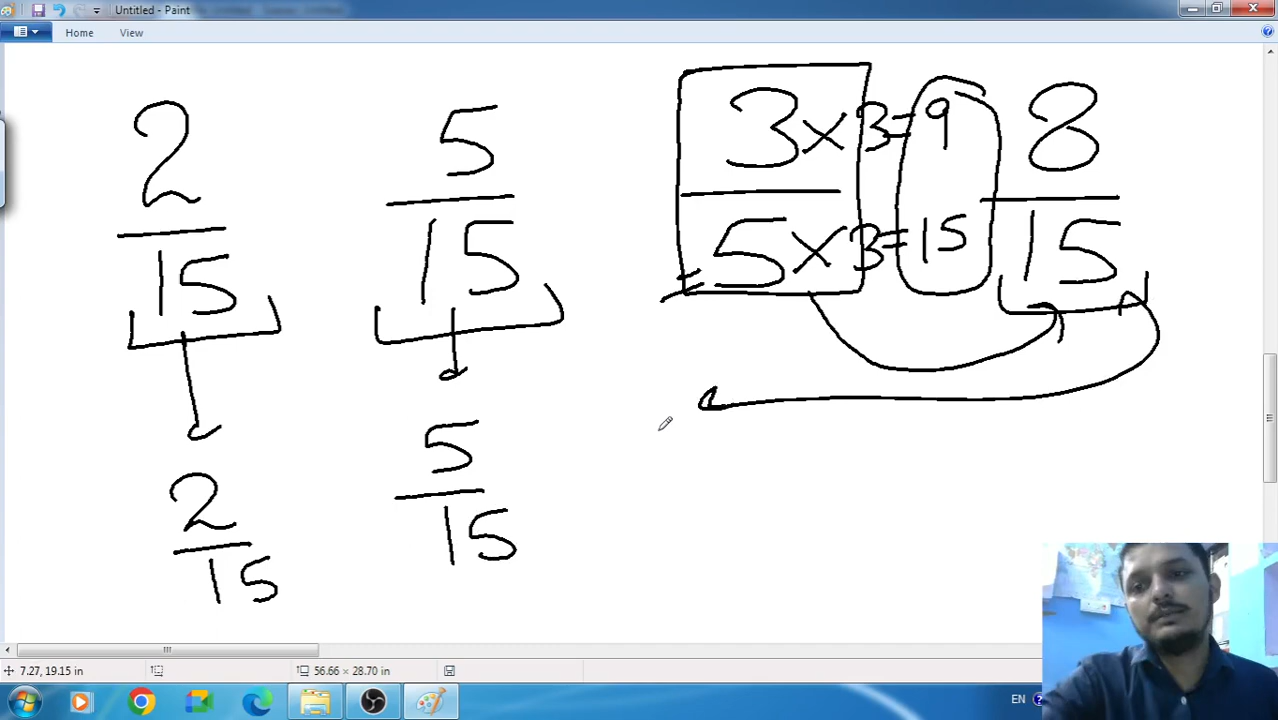 Untitled - Paint
Home View
2 5 3×3=9 8
15 15 5×3=15 15
5
15
2
15
7.27, 19.15 in 56.66 × 28.70 in
EN